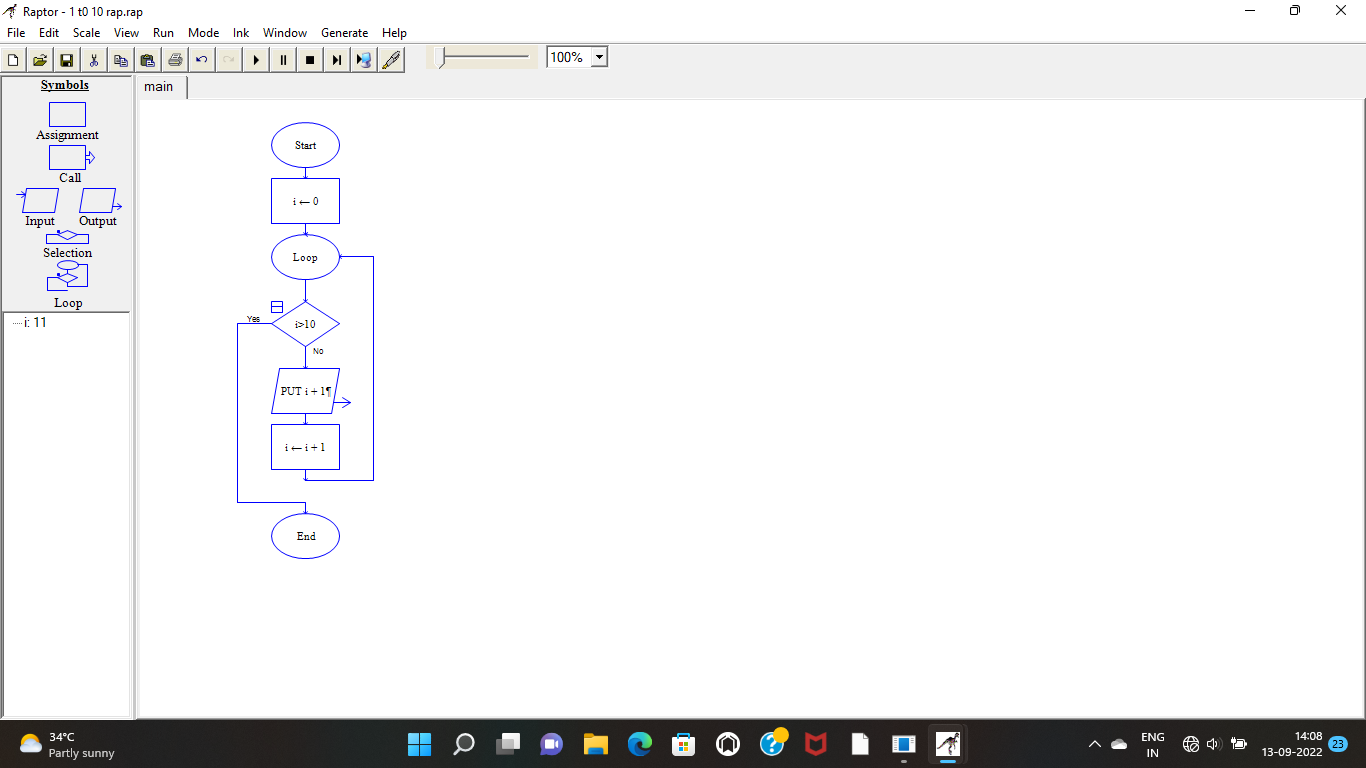 Raptor - 1 t0 10 rap.rap
File Edit Scale View Run Mode Ink Window Generate Help
100%
Symbols
main
Assignment
Call
Input Output
Selection
Loop
i: 11
Start
i ← 0
Loop
i>10
Yes
No
PUT i + 1¶
i ← i + 1
End
34°C
Partly sunny
ENG
IN
14:08
13-09-2022
23